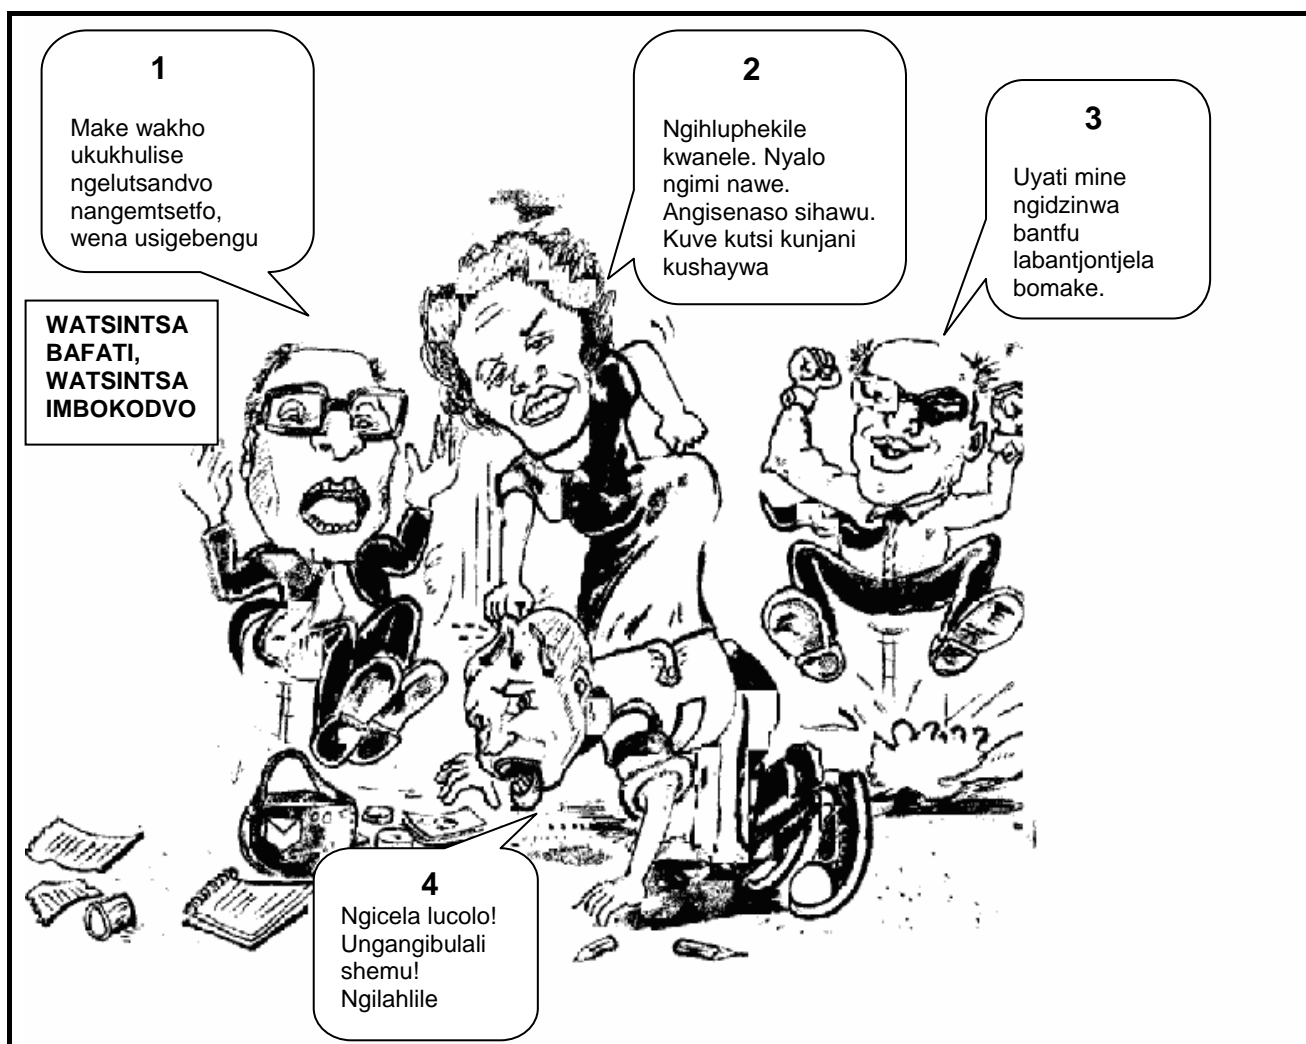 1
Make wakho
ukukhulise
ngelutsandvo
nangemtsetfo,
wena usigebengu
2
Ngihluphekile
kwanele. Nyalo
ngimi nawe.
Angisenaso sihawu.
Kuve kutsi kunjani
kushaywa
3
Uyati mine
ngidzinwa
bantfu
labantjontjela
bomake.
WATSINTSA
BAFATI,
WATSINTSA
IMBOKODVO
4
Ngicela lucolo!
Ungangibulali
shemu!
Ngilahlile